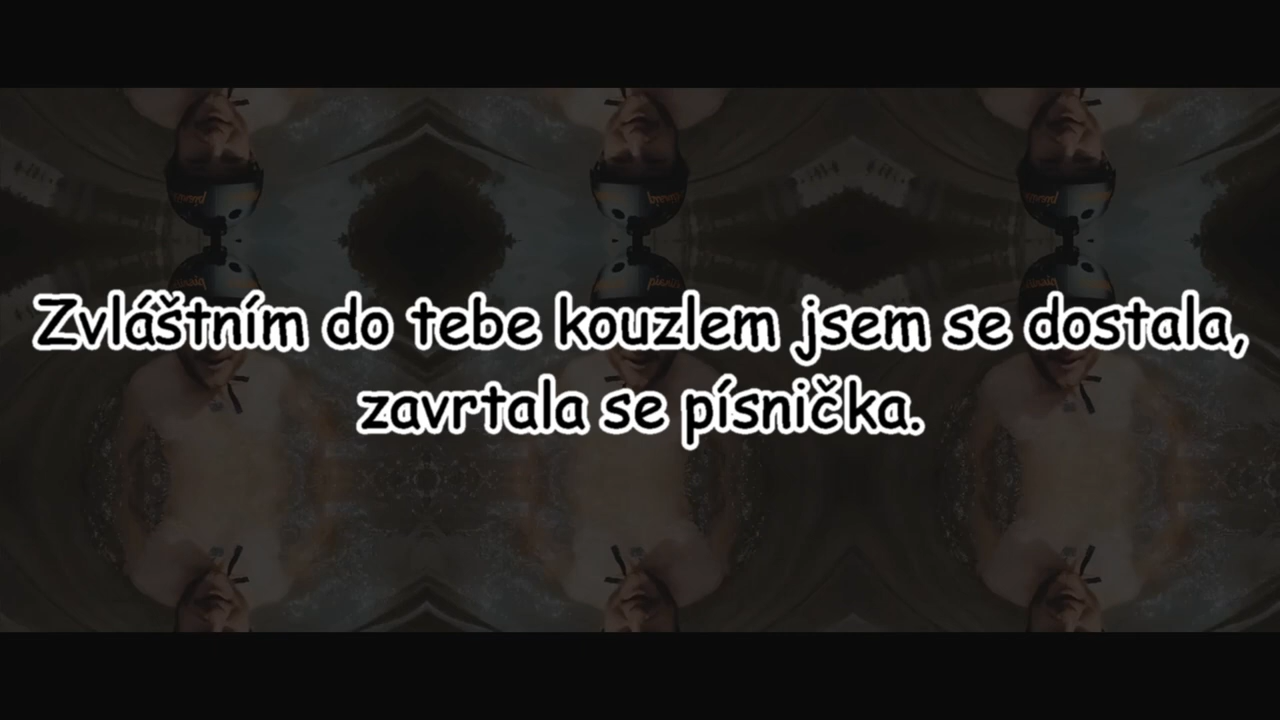 Zvláštním do tebe kouzlem jsem se dostala,
zavrtala se písnička.